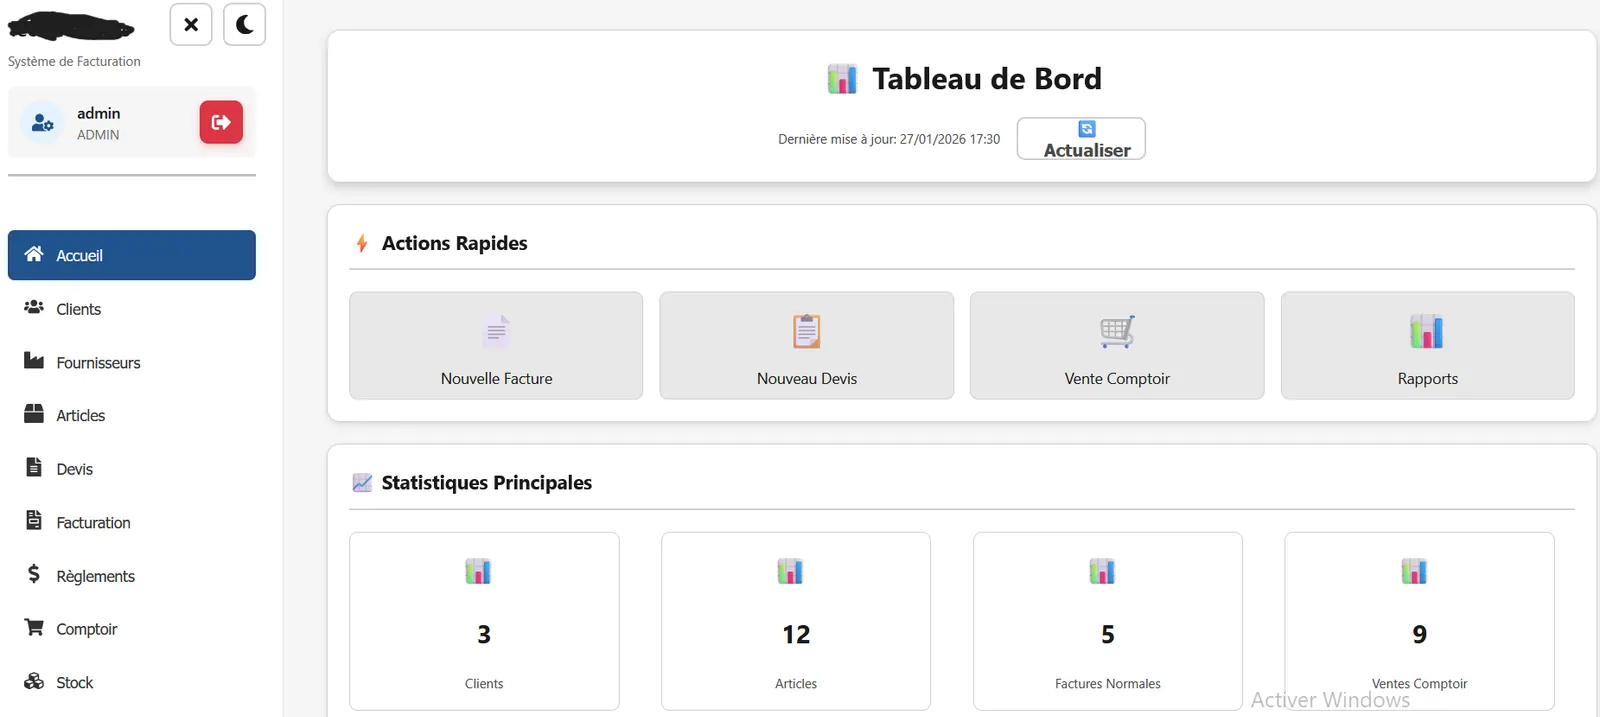 Système de Facturation
admin
ADMIN
Accueil
Clients
Fournisseurs
Articles
Devis
Facturation
Règlements
Comptoir
Stock
Tableau de Bord
Dernière mise à jour: 27/01/2026 17:30
Actualiser
Actions Rapides
Nouvelle Facture
Nouveau Devis
Vente Comptoir
Rapports
Statistiques Principales
3
Clients
12
Articles
5
Factures Normales
9
Ventes Comptoir
Activer Windows